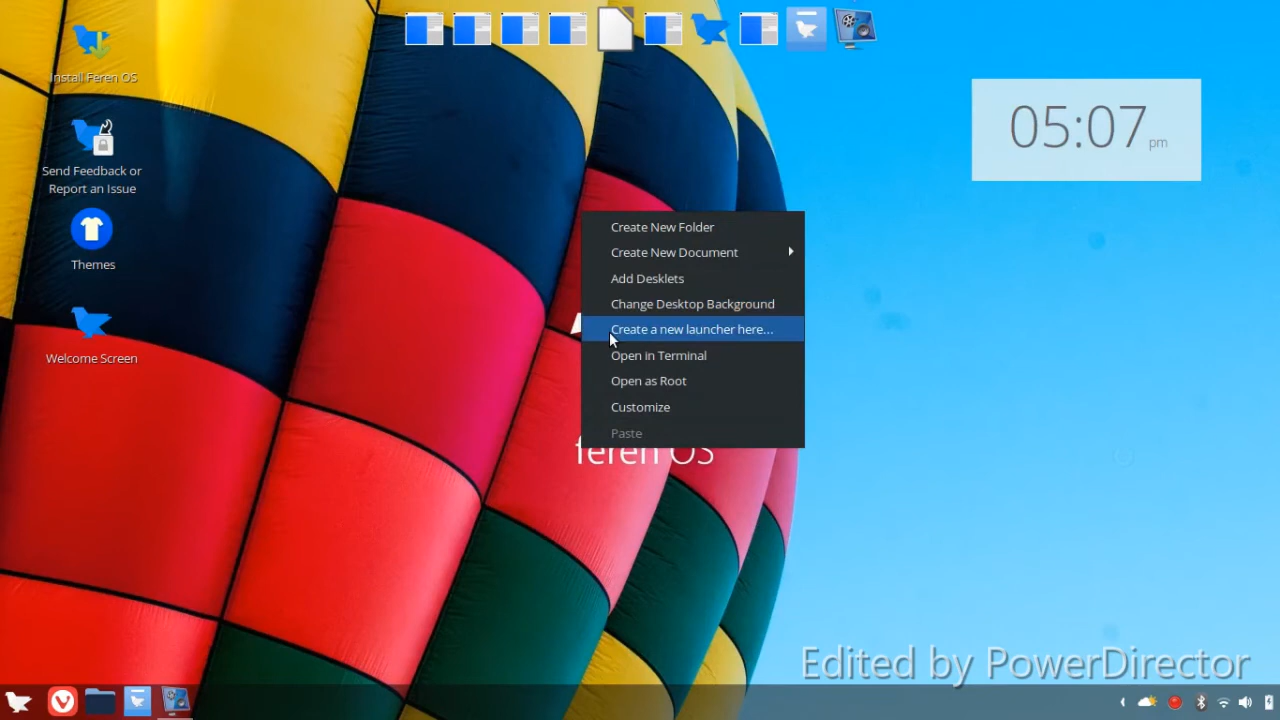 Install Feren OS
Send Feedback or
Report an Issue
Themes
Welcome Screen
05:07 pm
Create New Folder
Create New Document
Add Desklets
Change Desktop Background
Create a new launcher here...
Open in Terminal
Open as Root
Customize
Paste
feren OS
Edited by PowerDirector